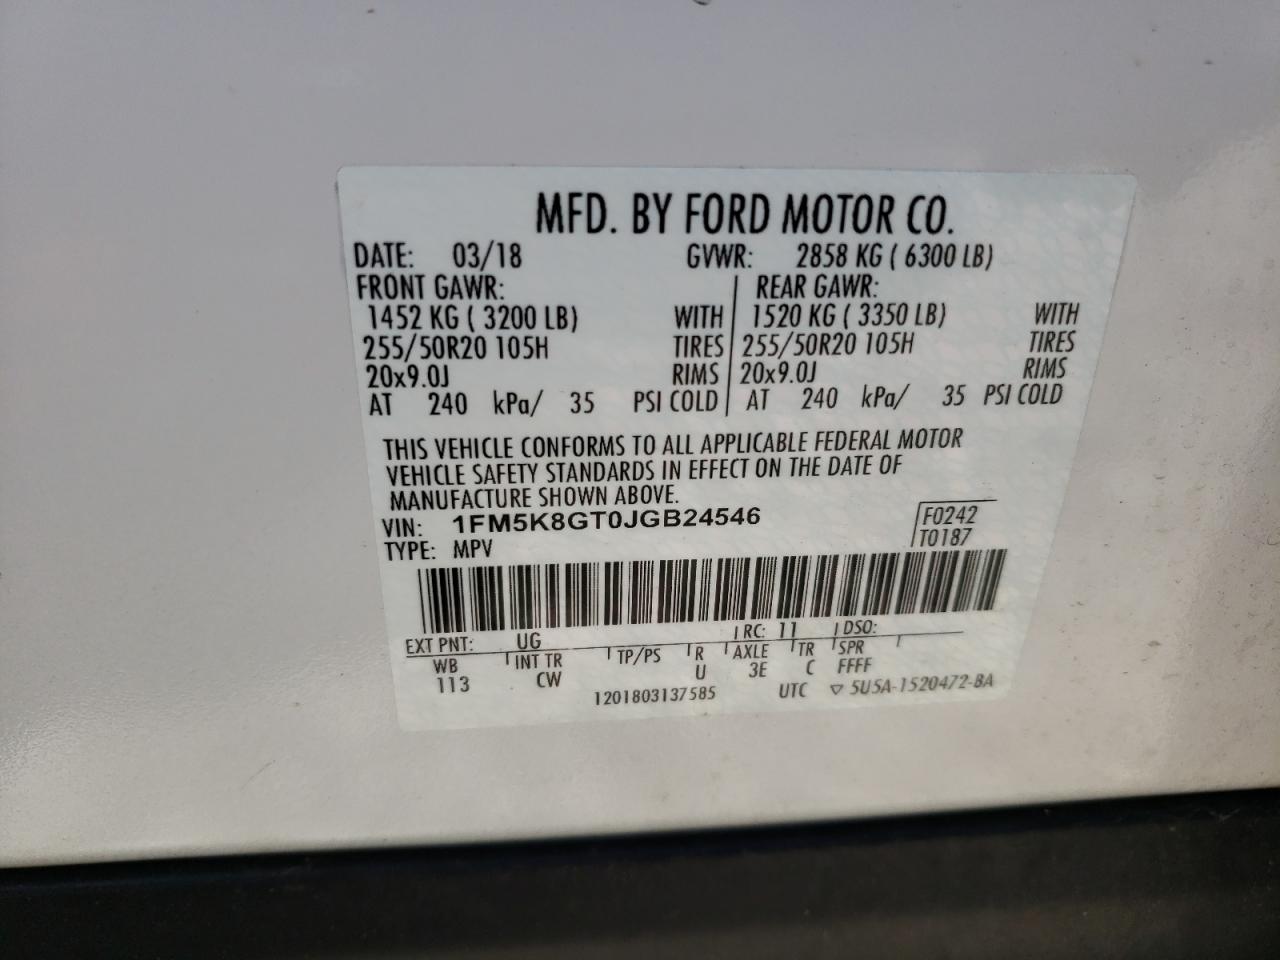 MFD. BY FORD MOTOR CO.
DATE: 03/18 GVWR: 2858 KG ( 6300 LB)
FRONT GAWR: REAR GAWR:
1452 KG ( 3200 LB) WITH 1520 KG ( 3350 LB) WITH
255/50R20 105H TIRES 255/50R20 105H TIRES
20x9.0J RIMS 20x9.0J RIMS
AT 240 kPa/ 35 PSI COLD AT 240 kPa/ 35 PSI COLD
THIS VEHICLE CONFORMS TO ALL APPLICABLE FEDERAL MOTOR
VEHICLE SAFETY STANDARDS IN EFFECT ON THE DATE OF
MANUFACTURE SHOWN ABOVE.
VIN: 1FM5K8GT0JGB24546 F0242
TYPE: MPV T0187
EXT PNT: UG RC: 11 DSO:
WB INT TR TP/PS R AXLE TR SPR
113 CW U 3E C FFFF
1201803137585 UTC ▽ 5U5A-1520472-BA